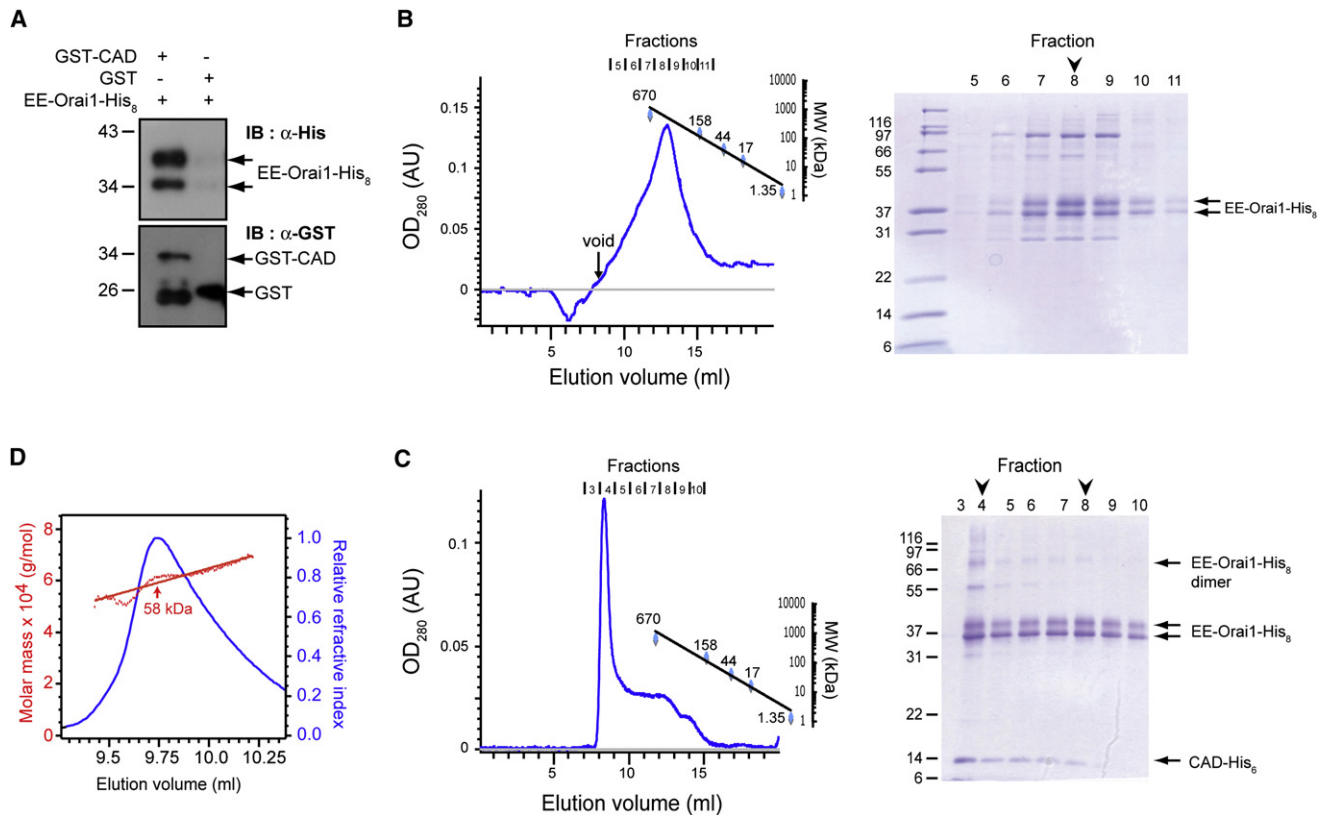 A
GST-CAD + -
GST - +
EE-Orai1-His8 + +
43
34
IB : α-His
EE-Orai1-His8
34
26
IB : α-GST
GST-CAD
GST
B
Fractions
5 6 7 8 9 10 11
0.15
0.1
0.05
0
OD280 (AU)
void
670
158
44
17
1.35
10000
1000
100
10
1
MW (kDa)
5 10 15
Elution volume (ml)
Fraction
5 6 7 8 9 10 11
116
97
66
55
37
31
22
14
6
EE-Orai1-His8
D
8
6
4
2
0
Molar mass x 10^4 (g/mol)
58 kDa
1.0
0.8
0.6
0.4
0.2
0.0
Relative refractive index
9.5 9.75 10.0 10.25
Elution volume (ml)
C
Fractions
3 4 5 6 7 8 9 10
0.1
0.05
0
OD280 (AU)
670
158
44
17
1.35
10000
1000
100
10
1
MW (kDa)
5 10 15
Elution volume (ml)
Fraction
3 4 5 6 7 8 9 10
116
97
66
55
37
31
22
14
6
EE-Orai1-His8
dimer
EE-Orai1-His8
CAD-His6